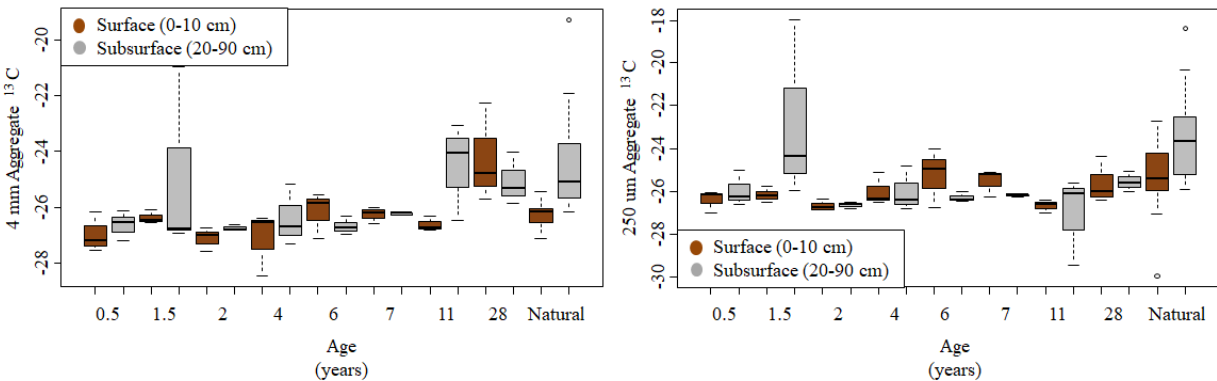 Surface (0-10 cm)
Subsurface (20-90 cm)
4 mm Aggregate ¹³C
-20
-22
-24
-26
-28
0.5 1.5 2 4 6 7 11 28 Natural
Age
(years)
250 um Aggregate ¹³C
-18
-20
-22
-24
-26
-28
-30
Surface (0-10 cm)
Subsurface (20-90 cm)
0.5 1.5 2 4 6 7 11 28 Natural
Age
(years)